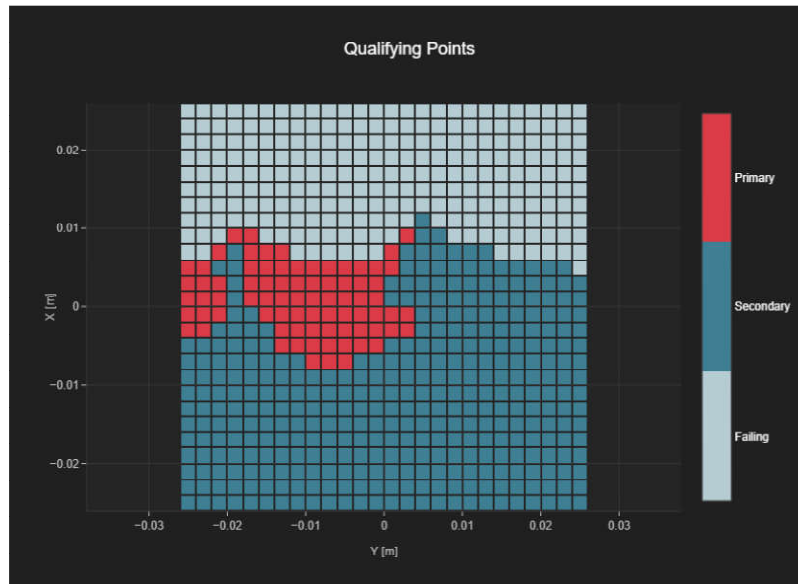 Qualifying Points
0.02
0.01
0
−0.01
−0.02
X [m]
−0.03
−0.02
−0.01
0
0.01
0.02
0.03
Y [m]
Primary
Secondary
Failing